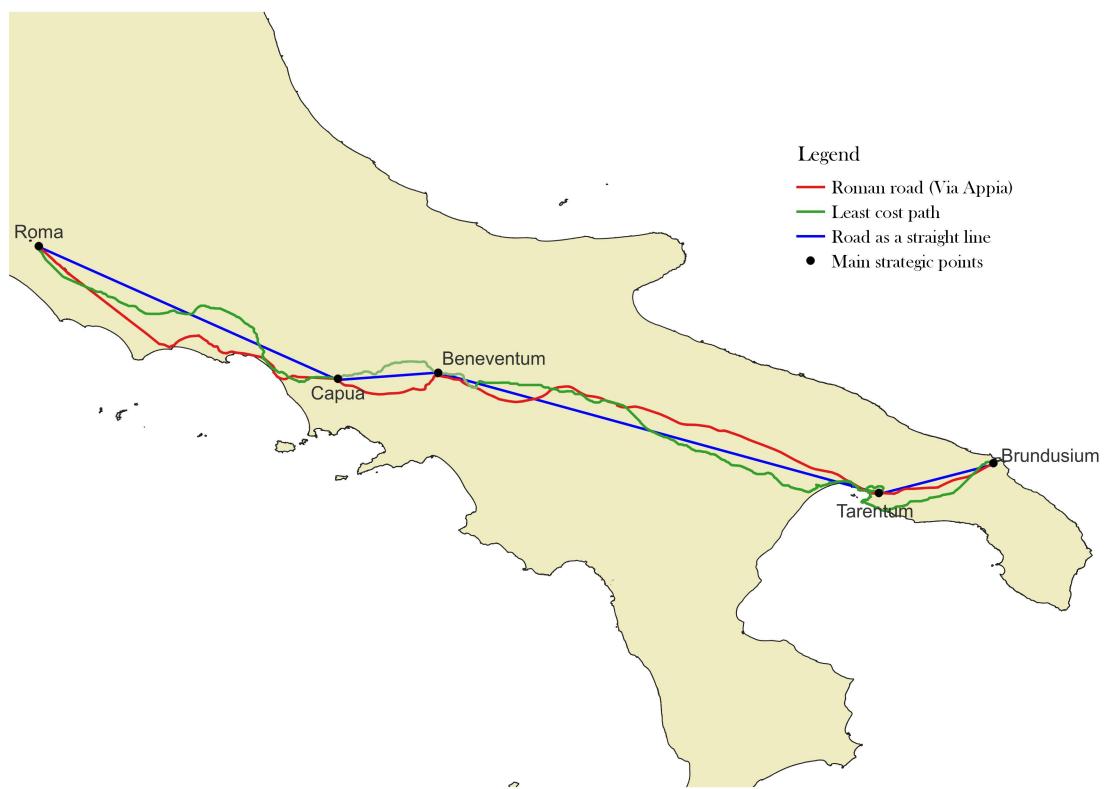 Legend
Roman road (Via Appia)
Least cost path
Road as a straight line
Main strategic points
Roma
Beneventum
Capua
Brundusium
Tarentum